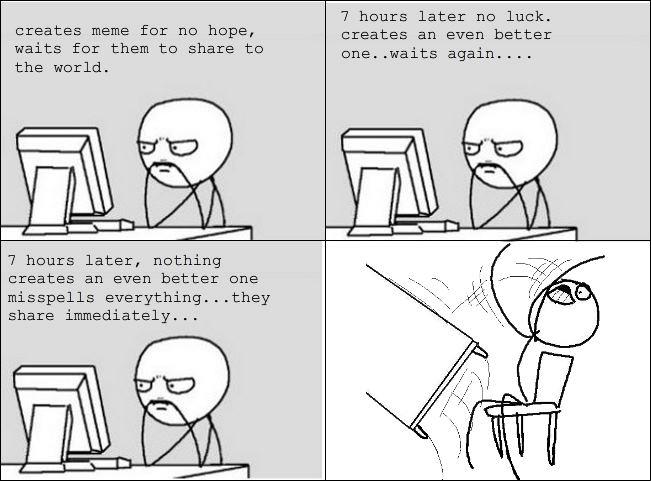 creates meme for no hope,
waits for them to share to
the world.
7 hours later no luck.
creates an even better
one..waits again....
7 hours later, nothing
creates an even better one
misspells everything...they
share immediately...